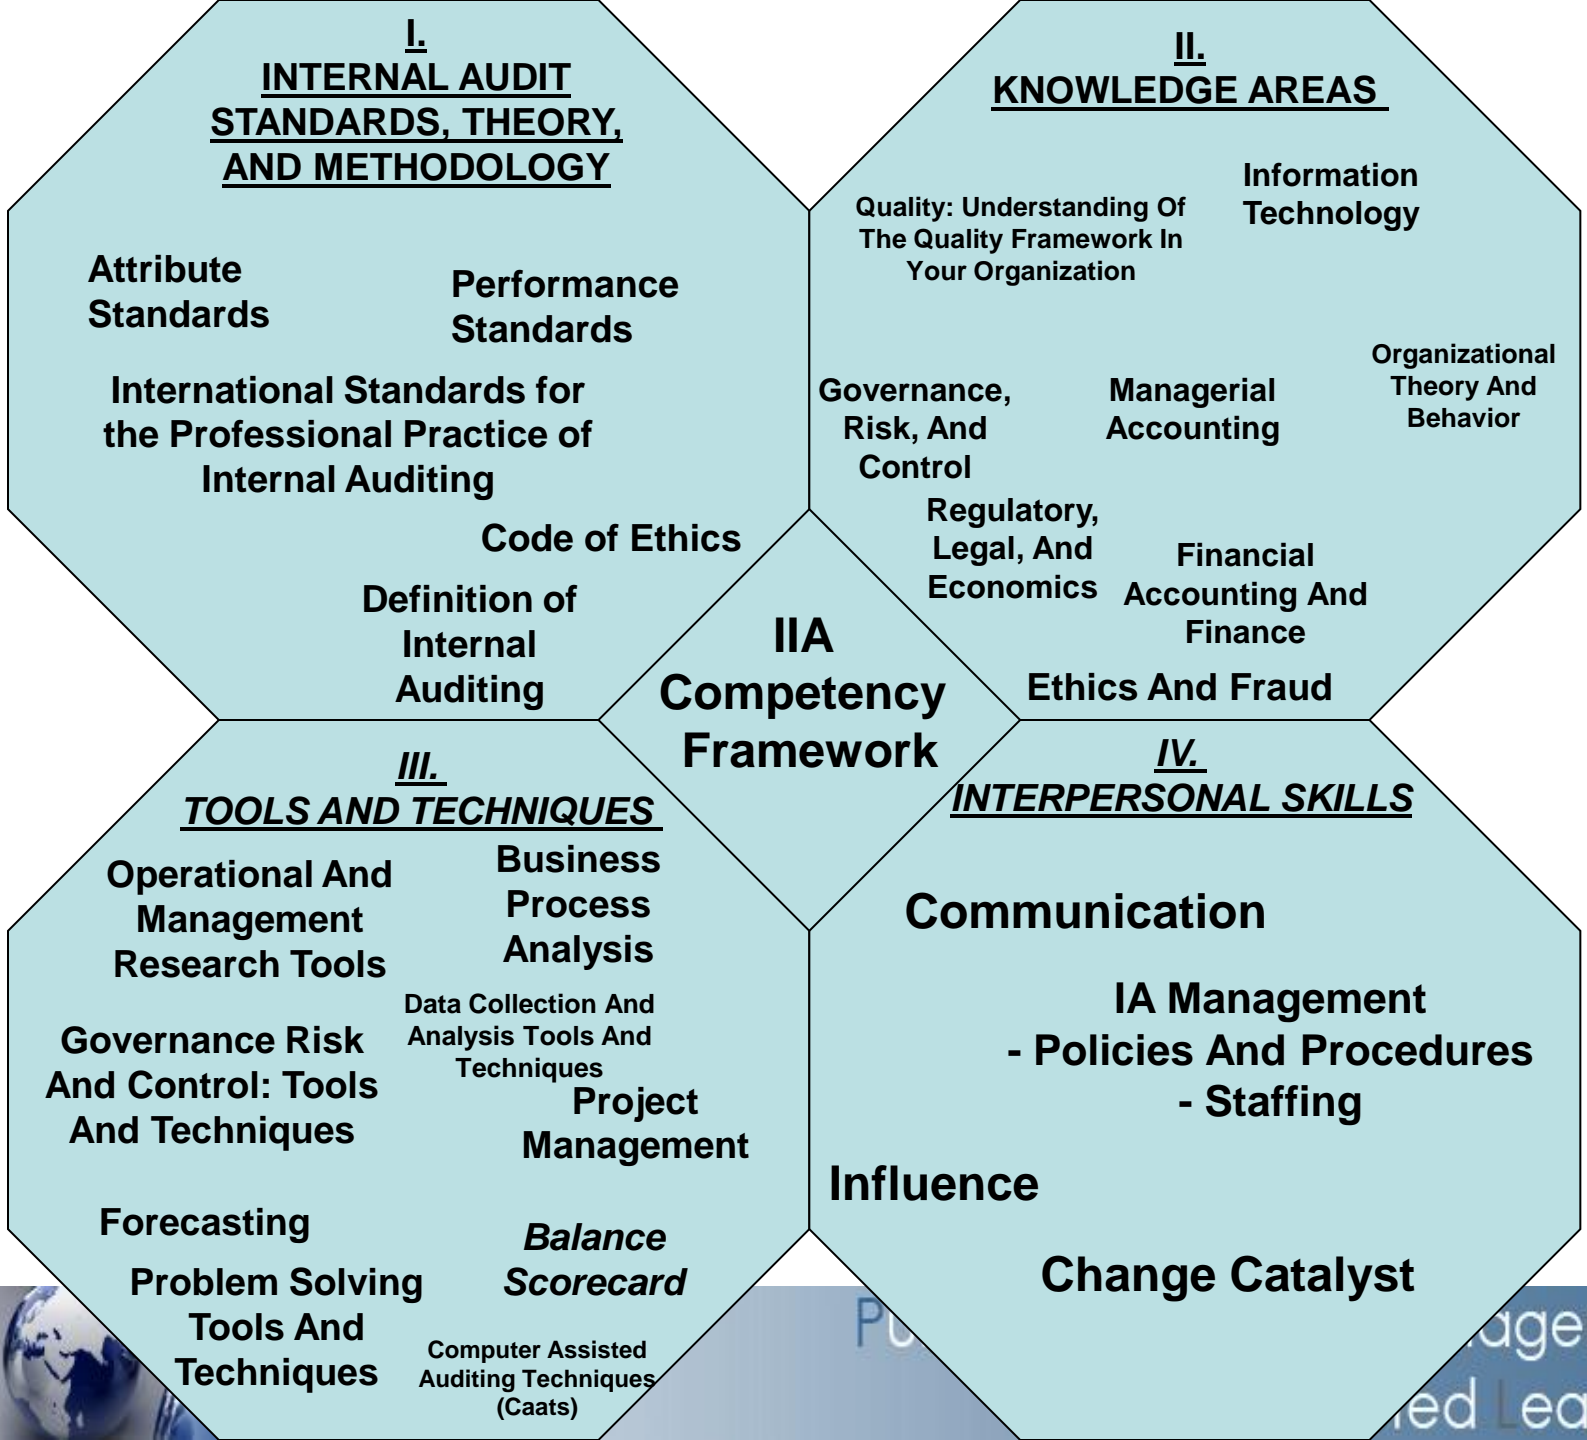 I.
INTERNAL AUDIT
STANDARDS, THEORY,
AND METHODOLOGY
Attribute
Standards
Performance
Standards
International Standards for
the Professional Practice of
Internal Auditing
Code of Ethics
Definition of
Internal
Auditing
II.
KNOWLEDGE AREAS
Information
Technology
Quality: Understanding Of
The Quality Framework In
Your Organization
Organizational
Theory And
Behavior
Governance,
Risk, And
Control
Managerial
Accounting
Regulatory,
Legal, And
Economics
Financial
Accounting And
Finance
Ethics And Fraud
IIA
Competency
Framework
III.
TOOLS AND TECHNIQUES
Operational And
Management
Research Tools
Business
Process
Analysis
Data Collection And
Analysis Tools And
Techniques
Governance Risk
And Control: Tools
And Techniques
Project
Management
Forecasting
Balance
Scorecard
Problem Solving
Tools And
Techniques
Computer Assisted
Auditing Techniques
(Caats)
IV.
INTERPERSONAL SKILLS
Communication
IA Management
- Policies And Procedures
- Staffing
Influence
Change Catalyst